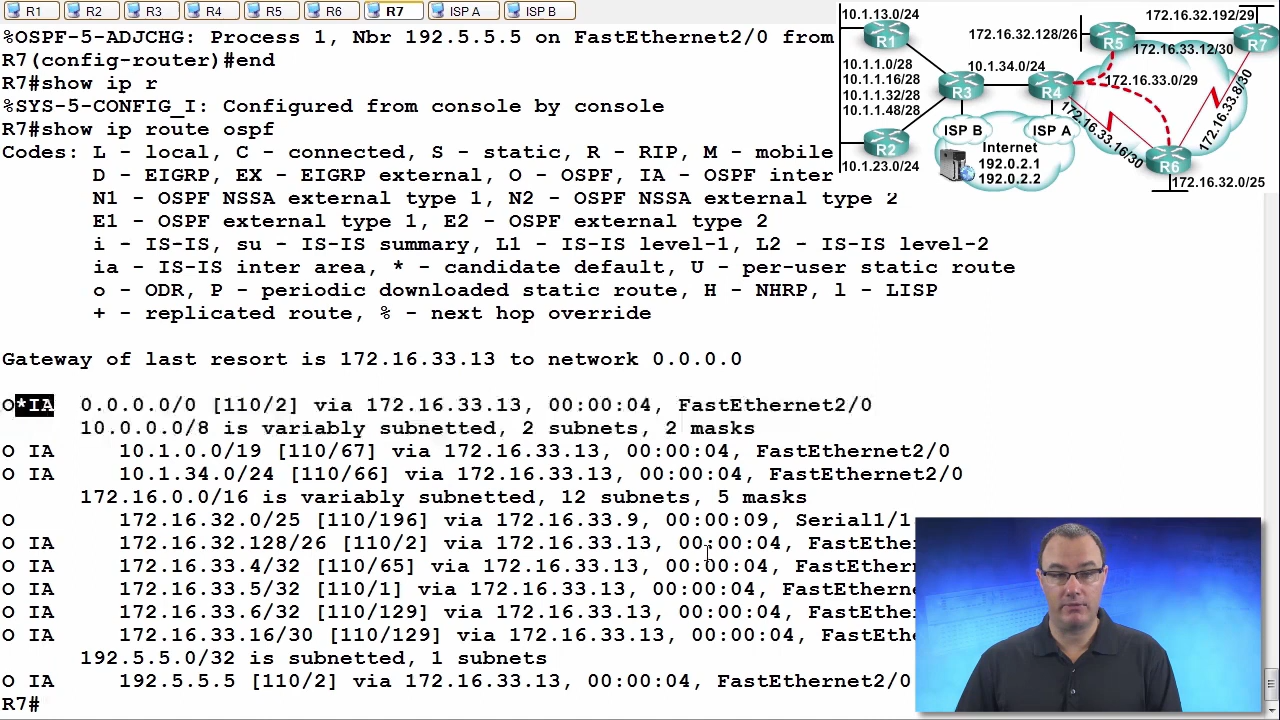 R1 R2 R3 R4 R5 R6 R7 ISP A ISP B
%OSPF-5-ADJCHG: Process 1, Nbr 192.5.5.5 on FastEthernet2/0 from
R7(config-router)#end
R7#show ip r
%SYS-5-CONFIG_I: Configured from console by console
R7#show ip route ospf
Codes: L - local, C - connected, S - static, R - RIP, M - mobile
D - EIGRP, EX - EIGRP external, O - OSPF, IA - OSPF inter
N1 - OSPF NSSA external type 1, N2 - OSPF NSSA external type 2
E1 - OSPF external type 1, E2 - OSPF external type 2
i - IS-IS, su - IS-IS summary, L1 - IS-IS level-1, L2 - IS-IS level-2
ia - IS-IS inter area, * - candidate default, U - per-user static route
o - ODR, P - periodic downloaded static route, H - NHRP, l - LISP
+ - replicated route, % - next hop override
Gateway of last resort is 172.16.33.13 to network 0.0.0.0
O*IA 0.0.0.0/0 [110/2] via 172.16.33.13, 00:00:04, FastEthernet2/0
10.0.0.0/8 is variably subnetted, 2 subnets, 2 masks
O IA 10.1.0.0/19 [110/67] via 172.16.33.13, 00:00:04, FastEthernet2/0
O IA 10.1.34.0/24 [110/66] via 172.16.33.13, 00:00:04, FastEthernet2/0
172.16.0.0/16 is variably subnetted, 12 subnets, 5 masks
O 172.16.32.0/25 [110/196] via 172.16.33.9, 00:00:09, Serial1/1
O IA 172.16.32.128/26 [110/2] via 172.16.33.13, 00:00:04, FastEther
O IA 172.16.33.4/32 [110/65] via 172.16.33.13, 00:00:04, FastEthern
O IA 172.16.33.5/32 [110/1] via 172.16.33.13, 00:00:04, FastEtherne
O IA 172.16.33.6/32 [110/129] via 172.16.33.13, 00:00:04, FastEthe
O IA 172.16.33.16/30 [110/129] via 172.16.33.13, 00:00:04, FastEthe
192.5.5.0/32 is subnetted, 1 subnets
O IA 192.5.5.5 [110/2] via 172.16.33.13, 00:00:04, FastEthernet2/0
R7#
10.1.13.0/24
R1
10.1.1.0/28
10.1.1.16/28
10.1.1.32/28
10.1.1.48/28
R2
10.1.23.0/24
R3
10.1.34.0/24
R4
ISP B
ISP A
Internet
192.0.2.1
192.0.2.2
172.16.32.128/26
R5
172.16.32.192/29
R7
172.16.33.12/30
172.16.33.0/29
172.16.33.8/30
172.16.33.16/30
R6
172.16.32.0/25